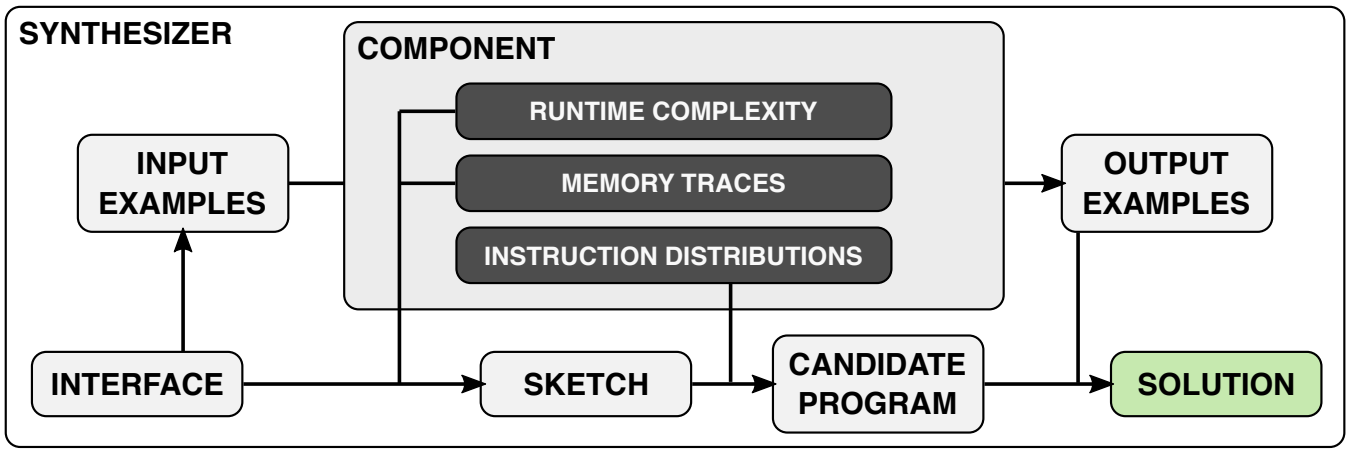 SYNTHESIZER
COMPONENT
RUNTIME COMPLEXITY
MEMORY TRACES
INSTRUCTION DISTRIBUTIONS
INPUT
EXAMPLES
OUTPUT
EXAMPLES
INTERFACE
SKETCH
CANDIDATE
PROGRAM
SOLUTION